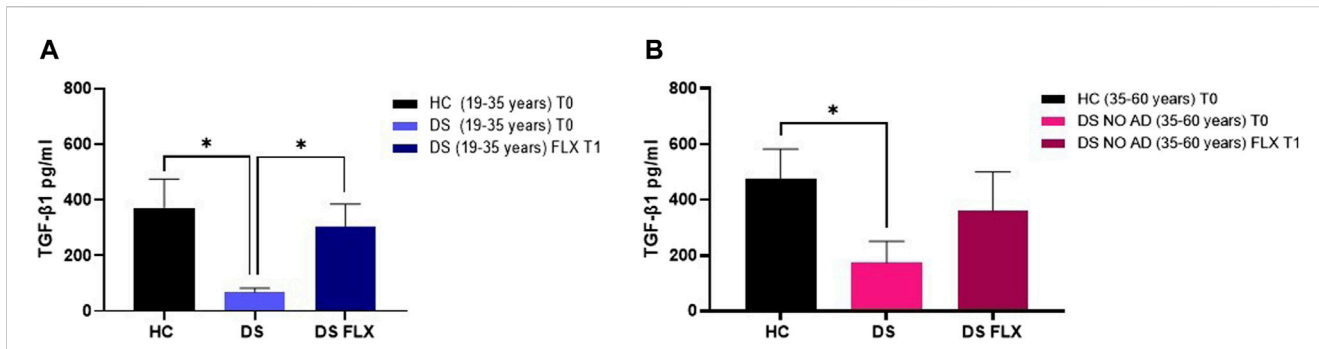 A
800
600
400
200
0
TGF-β1 pg/ml
*
*
HC
DS
DS FLX
HC (19-35 years) T0
DS (19-35 years) T0
DS (19-35 years) FLX T1
B
800
600
400
200
0
TGF-β1 pg/ml
*
HC
DS
DS FLX
HC (35-60 years) T0
DS NO AD (35-60 years) T0
DS NO AD (35-60 years) FLX T1